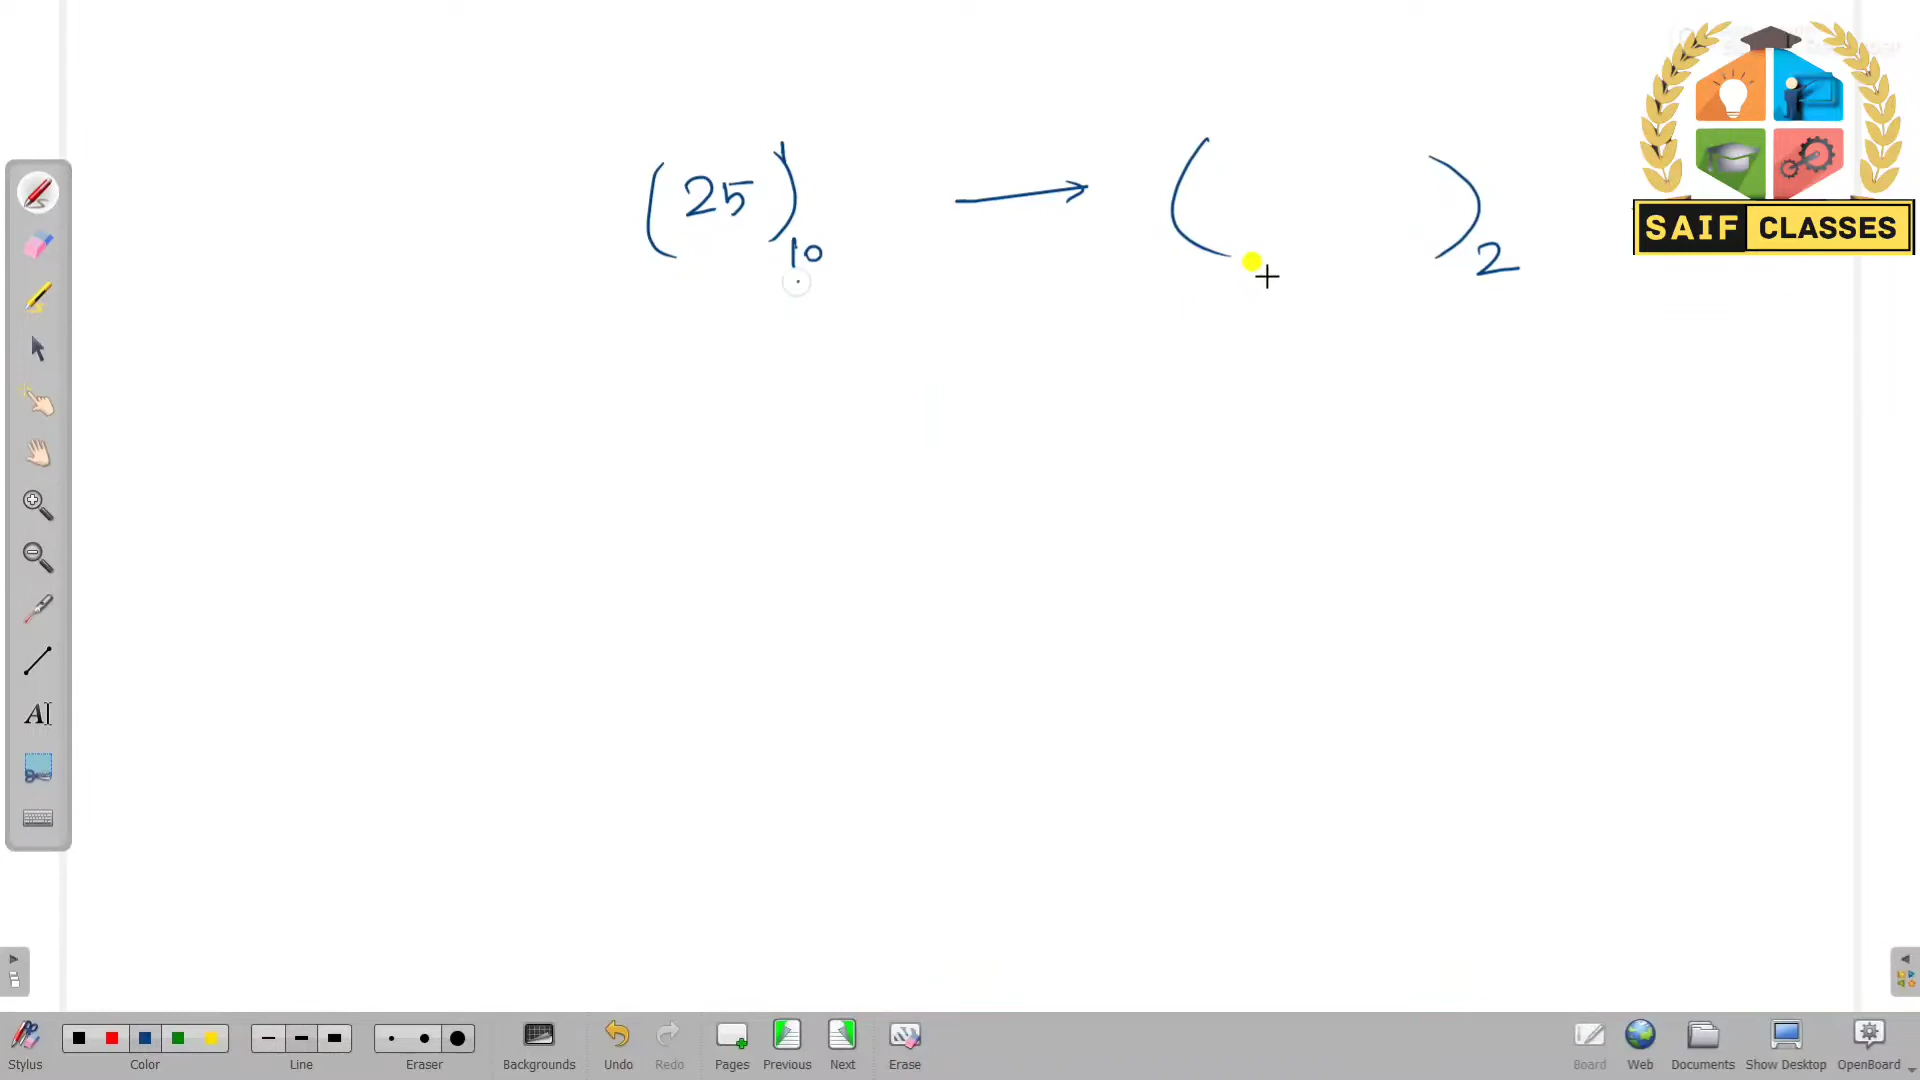 (25)₁₀ → ( )₂
SAIF CLASSES
A
Stylus
Color
Line
Eraser
Backgrounds
Undo
Redo
Pages
Previous
Next
Erase
Board
Web
Documents
Show Desktop
OpenBoard